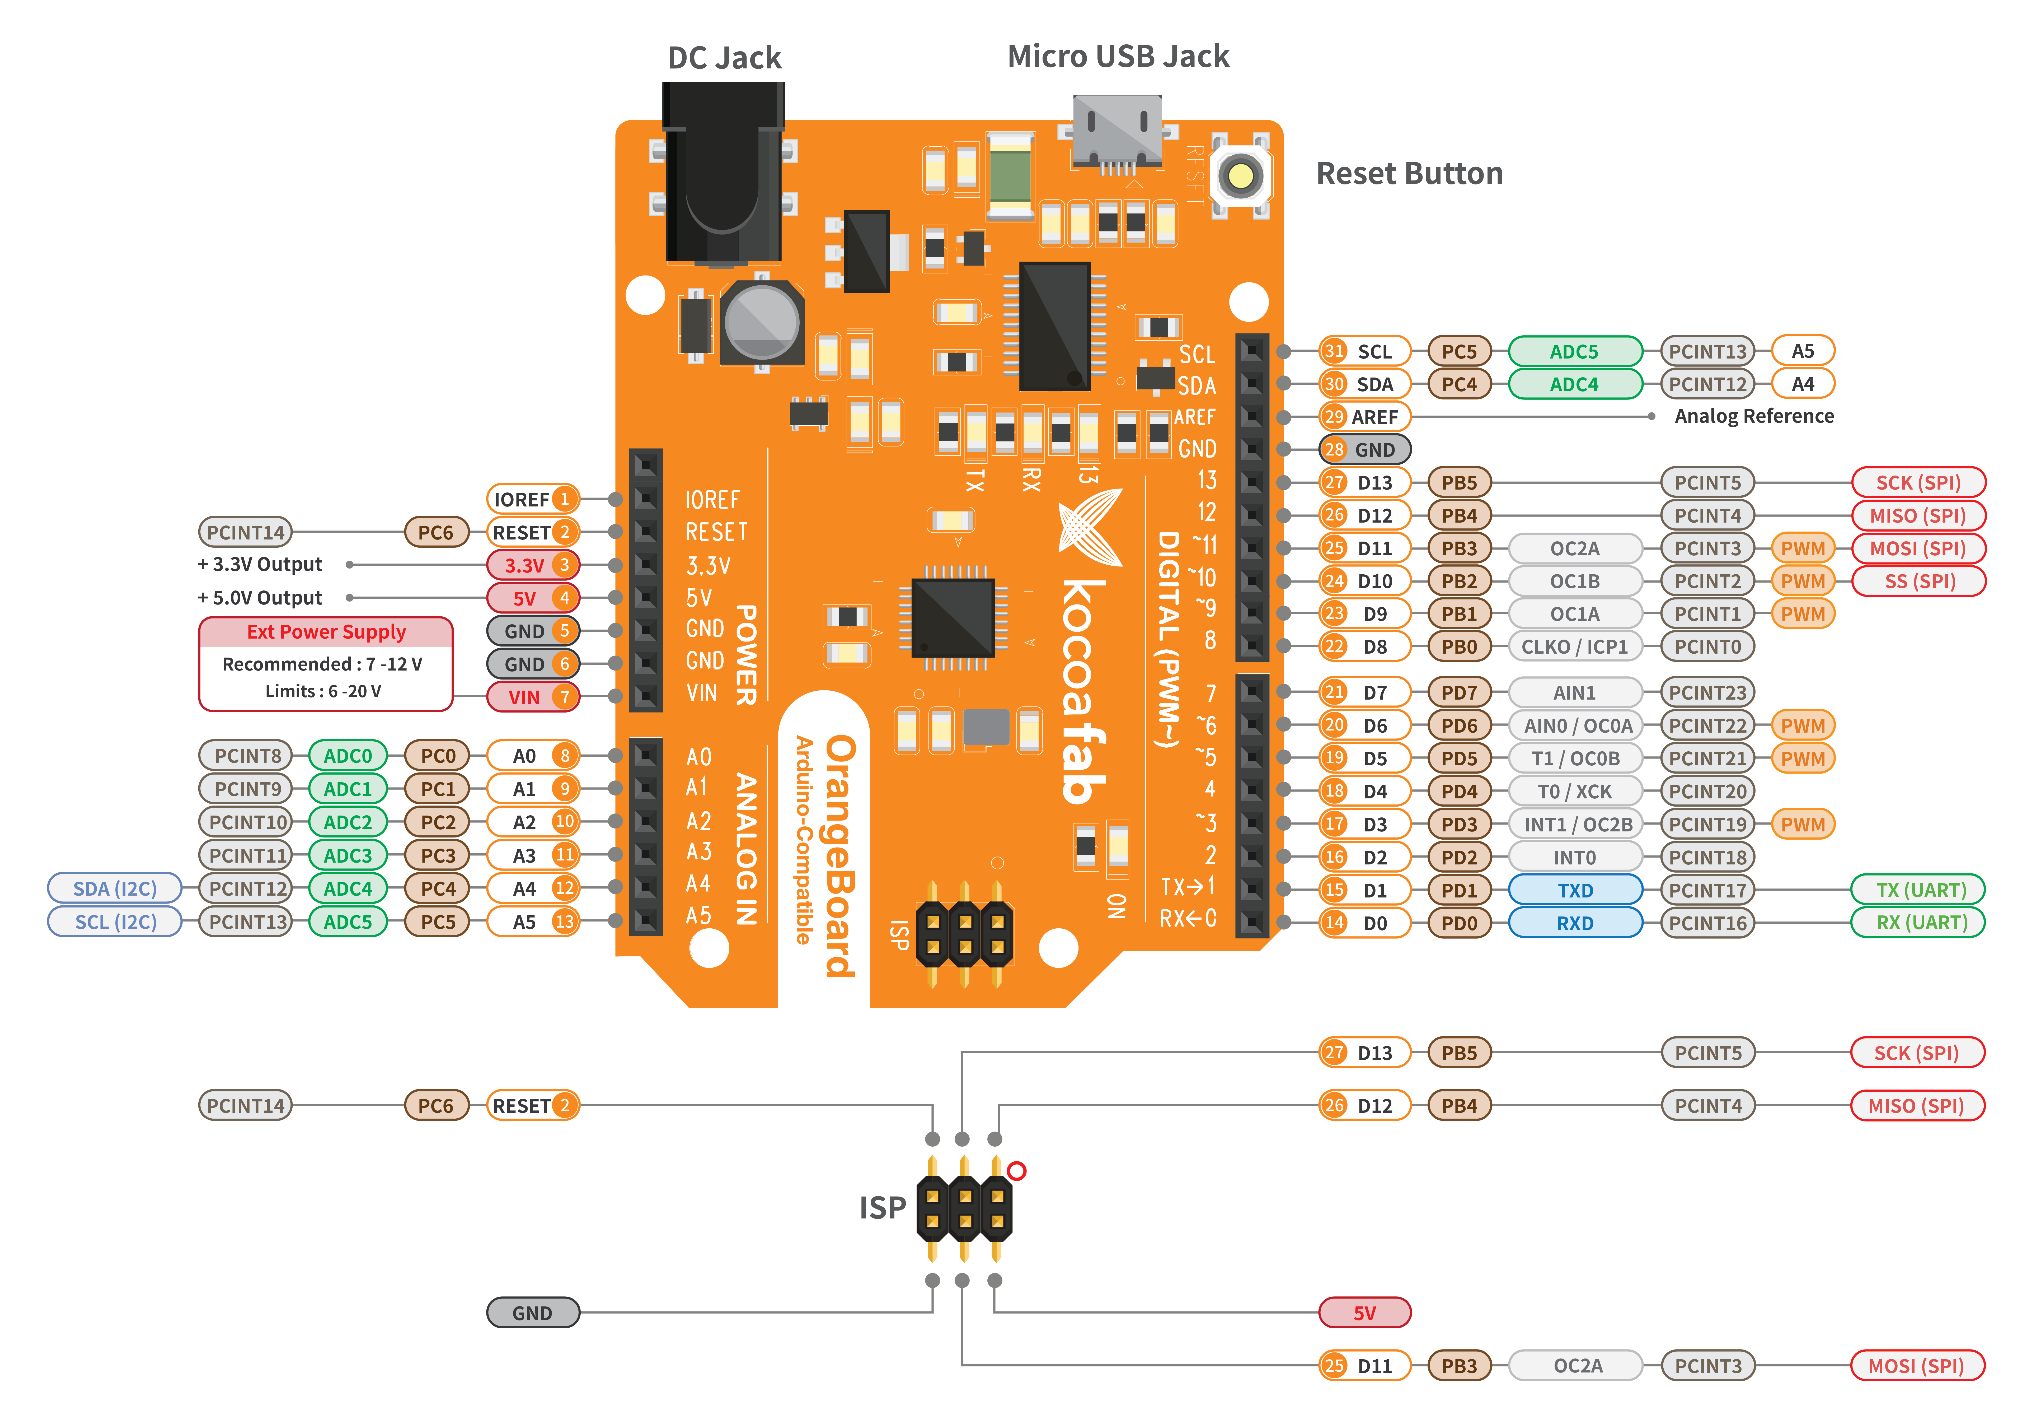 DC Jack
Micro USB Jack
Reset Button
RESET
SCL
SDA
AREF
GND
13
12
~11
~10
~9
8
7
~6
~5
4
~3
2
TX→1
RX←0
DIGITAL (PWM~)
TX
RX
13
kocoafab
ON
ISP
OrangeBoard
Arduino-Compatible
IOREF
RESET
3.3V
5V
GND
GND
VIN
POWER
A0
A1
A2
A3
A4
A5
ANALOG IN
IOREF 1
PCINT14 PC6 RESET 2
+ 3.3V Output 3.3V 3
+ 5.0V Output 5V 4
GND 5
GND 6
VIN 7
Ext Power Supply
Recommended : 7 -12 V
Limits : 6 -20 V
PCINT8 ADC0 PC0 A0 8
PCINT9 ADC1 PC1 A1 9
PCINT10 ADC2 PC2 A2 10
PCINT11 ADC3 PC3 A3 11
SDA (I2C) PCINT12 ADC4 PC4 A4 12
SCL (I2C) PCINT13 ADC5 PC5 A5 13
31 SCL PC5 ADC5 PCINT13 A5
30 SDA PC4 ADC4 PCINT12 A4
29 AREF Analog Reference
28 GND
27 D13 PB5 PCINT5 SCK (SPI)
26 D12 PB4 PCINT4 MISO (SPI)
25 D11 PB3 OC2A PCINT3 PWM MOSI (SPI)
24 D10 PB2 OC1B PCINT2 PWM SS (SPI)
23 D9 PB1 OC1A PCINT1 PWM
22 D8 PB0 CLKO / ICP1 PCINT0
21 D7 PD7 AIN1 PCINT23
20 D6 PD6 AIN0 / OC0A PCINT22 PWM
19 D5 PD5 T1 / OC0B PCINT21 PWM
18 D4 PD4 T0 / XCK PCINT20
17 D3 PD3 INT1 / OC2B PCINT19 PWM
16 D2 PD2 INT0 PCINT18
15 D1 PD1 TXD PCINT17 TX (UART)
14 D0 PD0 RXD PCINT16 RX (UART)
27 D13 PB5 PCINT5 SCK (SPI)
PCINT14 PC6 RESET 2
26 D12 PB4 PCINT4 MISO (SPI)
ISP
GND
5V
25 D11 PB3 OC2A PCINT3 MOSI (SPI)